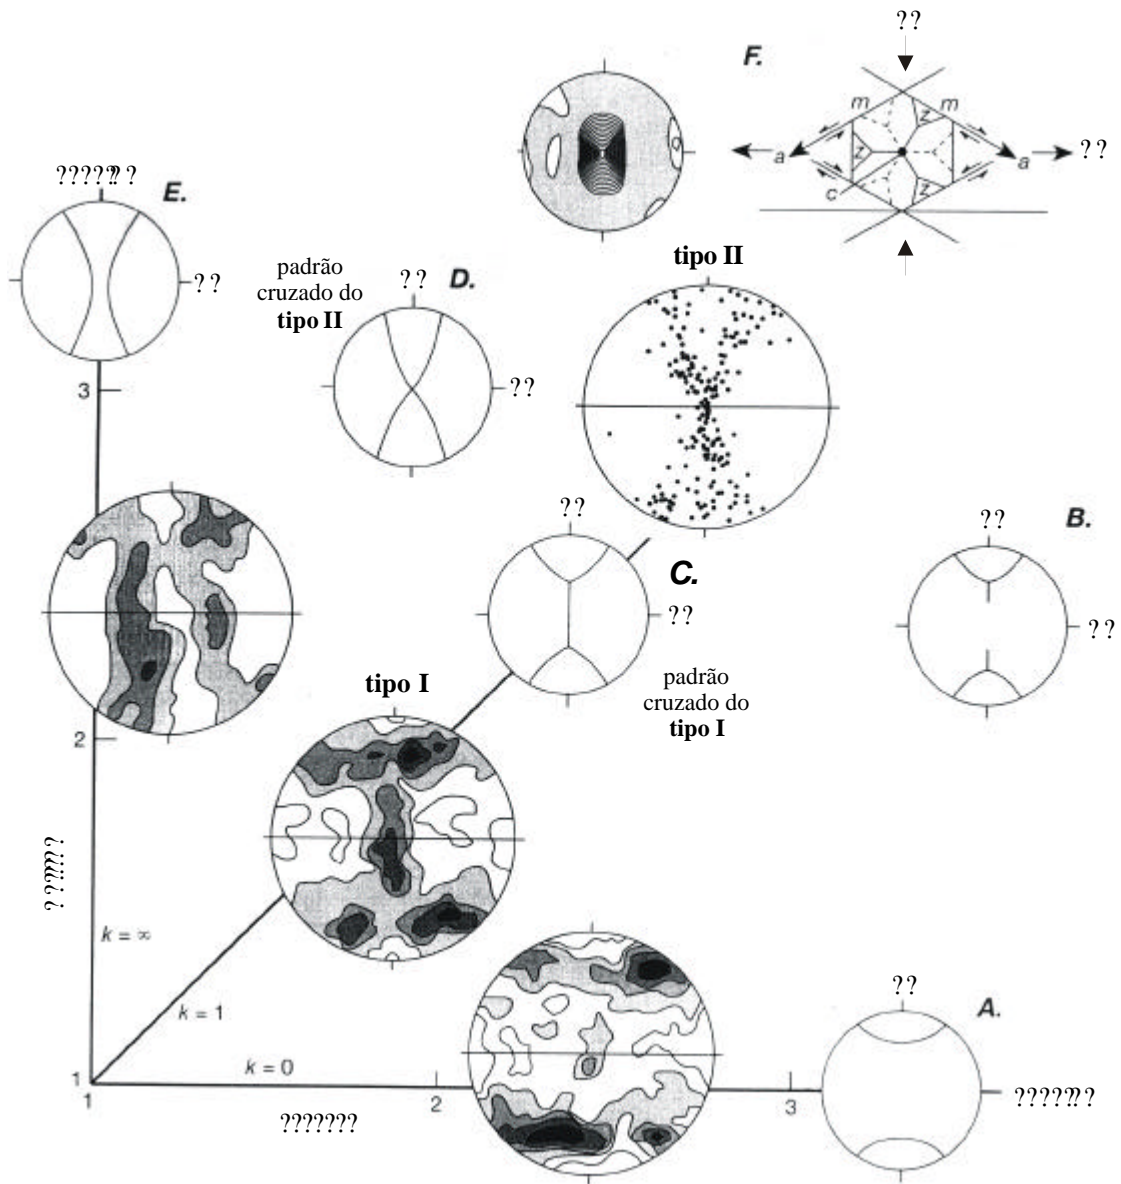 ??
F.
m
m
z
z
z
a
a
c
??
??????? 
E.
??
tipo II
padrão
cruzado do
tipo II
??
D.
??
3
??
C.
??
??
B.
??
tipo I
padrão
cruzado do
tipo I
2
???????
k = ∞
k = 1
k = 0
??
A.
1
1
2
3
???????
???????